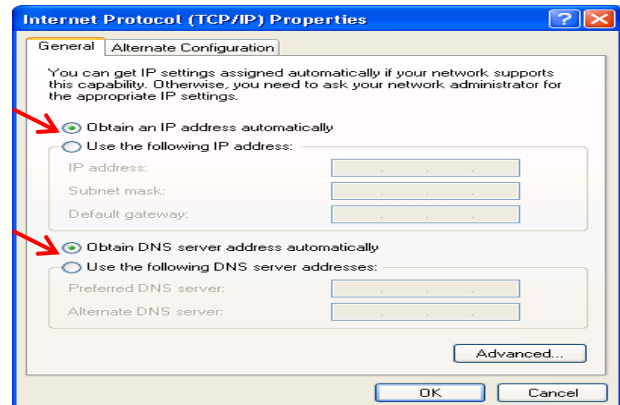 Internet Protocol (TCP/IP) Properties
General Alternate Configuration
You can get IP settings assigned automatically if your network supports
this capability. Otherwise, you need to ask your network administrator for
the appropriate IP settings.
Obtain an IP address automatically
Use the following IP address:
IP address:
Subnet mask:
Default gateway:
Obtain DNS server address automatically
Use the following DNS server addresses:
Preferred DNS server:
Alternate DNS server:
Advanced...
OK Cancel